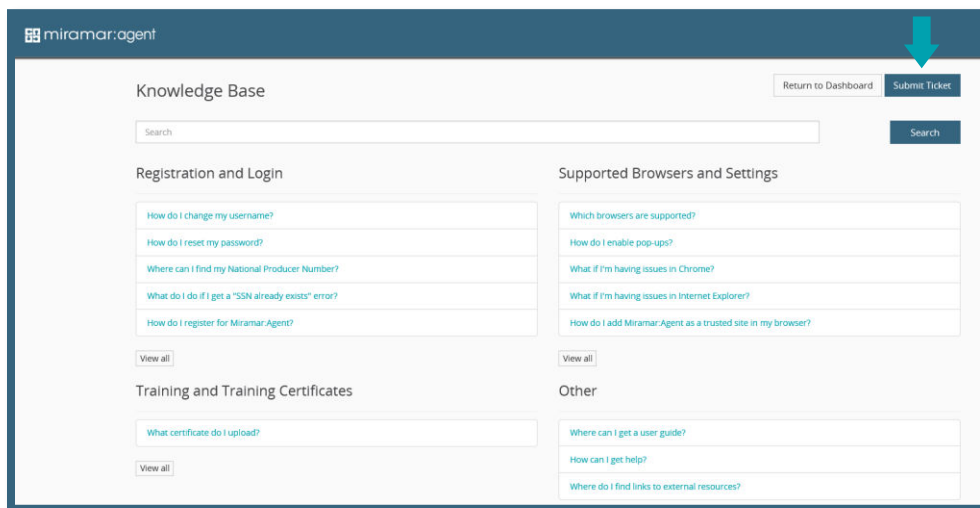 miramar:agent
Knowledge Base
Return to Dashboard
Submit Ticket
Search
Search
Registration and Login
How do I change my username?
How do I reset my password?
Where can I find my National Producer Number?
What do I do if I get a "SSN already exists" error?
How do I register for Miramar:Agent?
View all
Supported Browsers and Settings
Which browsers are supported?
How do I enable pop-ups?
What if I'm having issues in Chrome?
What if I'm having issues in Internet Explorer?
How do I add Miramar:Agent as a trusted site in my browser?
View all
Training and Training Certificates
What certificate do I upload?
View all
Other
Where can I get a user guide?
How can I get help?
Where do I find links to external resources?